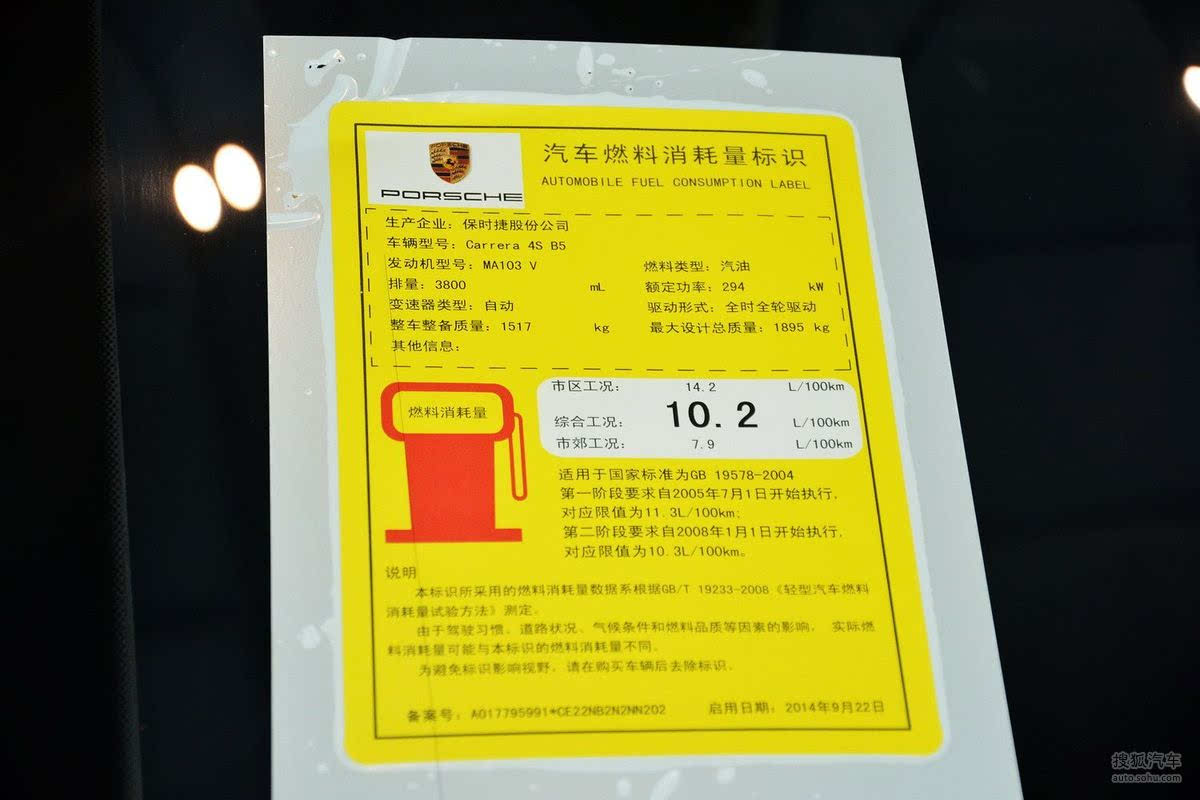 PORSCHE
汽车燃料消耗量标识
AUTOMOBILE FUEL CONSUMPTION LABEL
生产企业：保时捷股份公司
车辆型号：Carrera 4S B5
发动机型号：MA103 V 燃料类型：汽油
排量：3800 mL 额定功率：294 kW
变速器类型：自动 驱动形式：全时全轮驱动
整车整备质量：1517 kg 最大设计总质量：1895 kg
其他信息：
燃料消耗量
市区工况： 14.2 L/100km
综合工况： 10.2 L/100km
市郊工况： 7.9 L/100km
适用于国家标准为GB 19578-2004
第一阶段要求自2005年7月1日开始执行，
对应限值为11.3L/100km；
第二阶段要求自2008年1月1日开始执行，
对应限值为10.3L/100km。
说明
本标识所采用的燃料消耗量数据系根据GB/T 19233-2008《轻型汽车燃料
消耗量试验方法》测定。
由于驾驶习惯、道路状况、气候条件和燃料品质等因素的影响， 实际燃
料消耗量可能与本标识的燃料消耗量不同。
为避免标识影响视野，请在购买车辆后去除标识。
备案号：A017795991*CE22NB2N2NN202 启用日期：2014年9月22日
搜狐汽车
auto.sohu.com